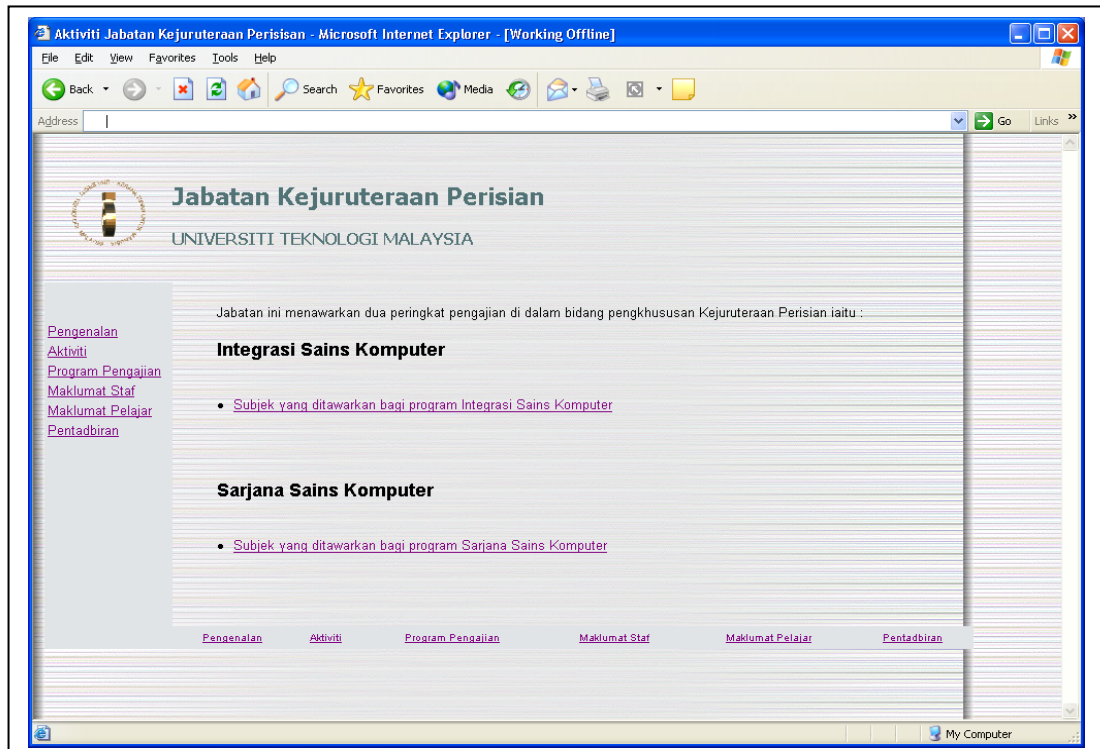 Aktiviti Jabatan Kejuruteraan Perisisan - Microsoft Internet Explorer - [Working Offline]
File Edit View Favorites Tools Help
Back Search Favorites Media
Address Go Links »
Jabatan Kejuruteraan Perisian
UNIVERSITI TEKNOLOGI MALAYSIA
Jabatan ini menawarkan dua peringkat pengajian di dalam bidang pengkhususan Kejuruteraan Perisian iaitu :
Pengenalan
Aktiviti
Program Pengajian
Maklumat Staf
Maklumat Pelajar
Pentadbiran
Integrasi Sains Komputer
• Subjek yang ditawarkan bagi program Integrasi Sains Komputer
Sarjana Sains Komputer
• Subjek yang ditawarkan bagi program Sarjana Sains Komputer
Pengenalan Aktiviti Program Pengajian Maklumat Staf Maklumat Pelajar Pentadbiran
My Computer